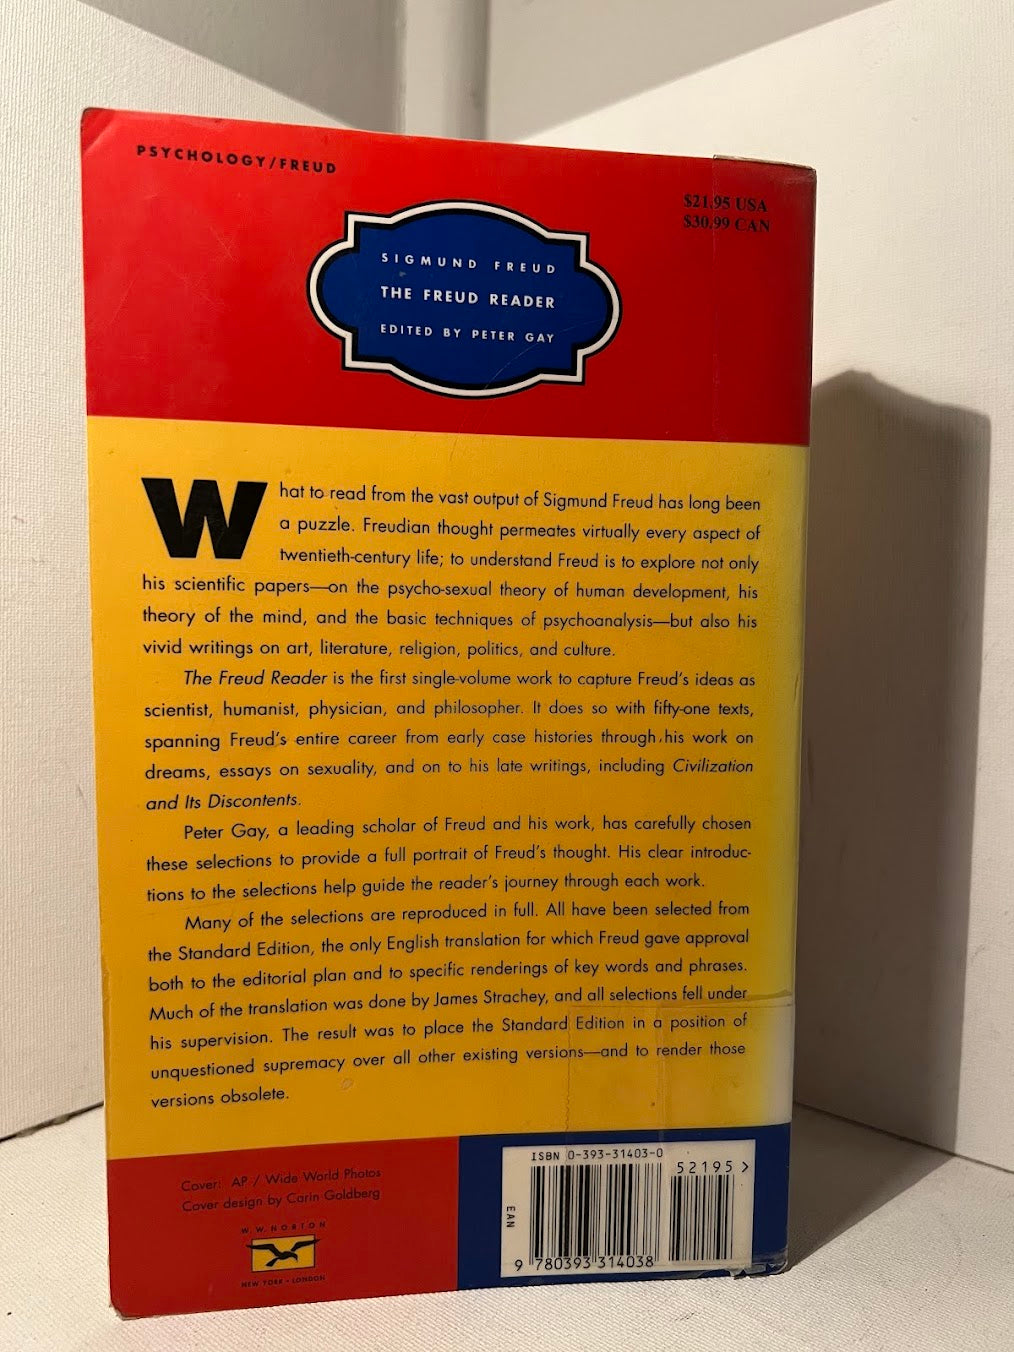 PSYCHOLOGY/FREUD
$21.95 USA
$30.99 CAN
SIGMUND FREUD
THE FREUD READER
EDITED BY PETER GAY
What to read from the vast output of Sigmund Freud has long been
a puzzle. Freudian thought permeates virtually every aspect of
twentieth-century life; to understand Freud is to explore not only
his scientific papers—on the psycho-sexual theory of human development, his
theory of the mind, and the basic techniques of psychoanalysis—but also his
vivid writings on art, literature, religion, politics, and culture.
The Freud Reader is the first single-volume work to capture Freud's ideas as
scientist, humanist, physician, and philosopher. It does so with fifty-one texts,
spanning Freud's entire career from early case histories through his work on
dreams, essays on sexuality, and on to his late writings, including Civilization
and Its Discontents.
Peter Gay, a leading scholar of Freud and his work, has carefully chosen
these selections to provide a full portrait of Freud's thought. His clear introduc-
tions to the selections help guide the reader's journey through each work.
Many of the selections are reproduced in full. All have been selected from
the Standard Edition, the only English translation for which Freud gave approval
both to the editorial plan and to specific renderings of key words and phrases.
Much of the translation was done by James Strachey, and all selections fell under
his supervision. The result was to place the Standard Edition in a position of
unquestioned supremacy over all other existing versions—and to render those
versions obsolete.
Cover: AP / Wide World Photos
Cover design by Carin Goldberg
W. W. NORTON
NEW YORK • LONDON
ISBN 0-393-31403-0
52195 >
EAN
9 780393 314038